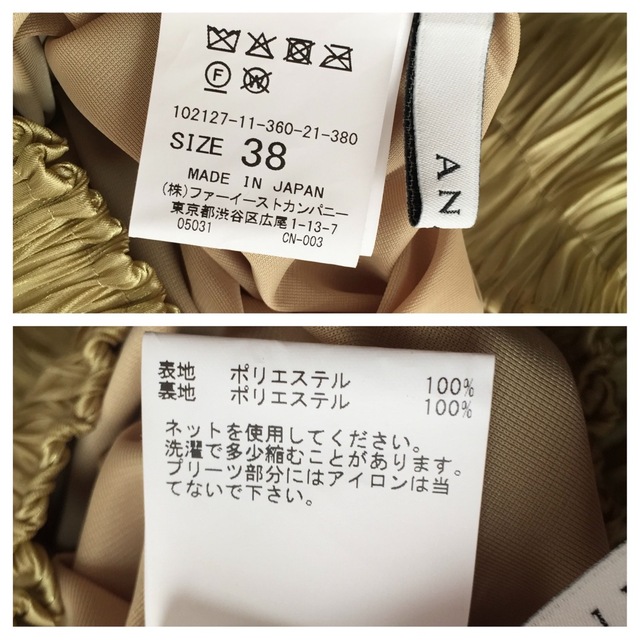 102127-11-360-21-380
SIZE 38
MADE IN JAPAN
(株)ファーイーストカンパニー
東京都渋谷区広尾1-13-7
05031 CN-003
AN
表地 ポリエステル 100%
裏地 ポリエステル 100%
ネットを使用してください。
洗濯で多少縮むことがあります。
プリーツ部分にはアイロンは当
てないで下さい。